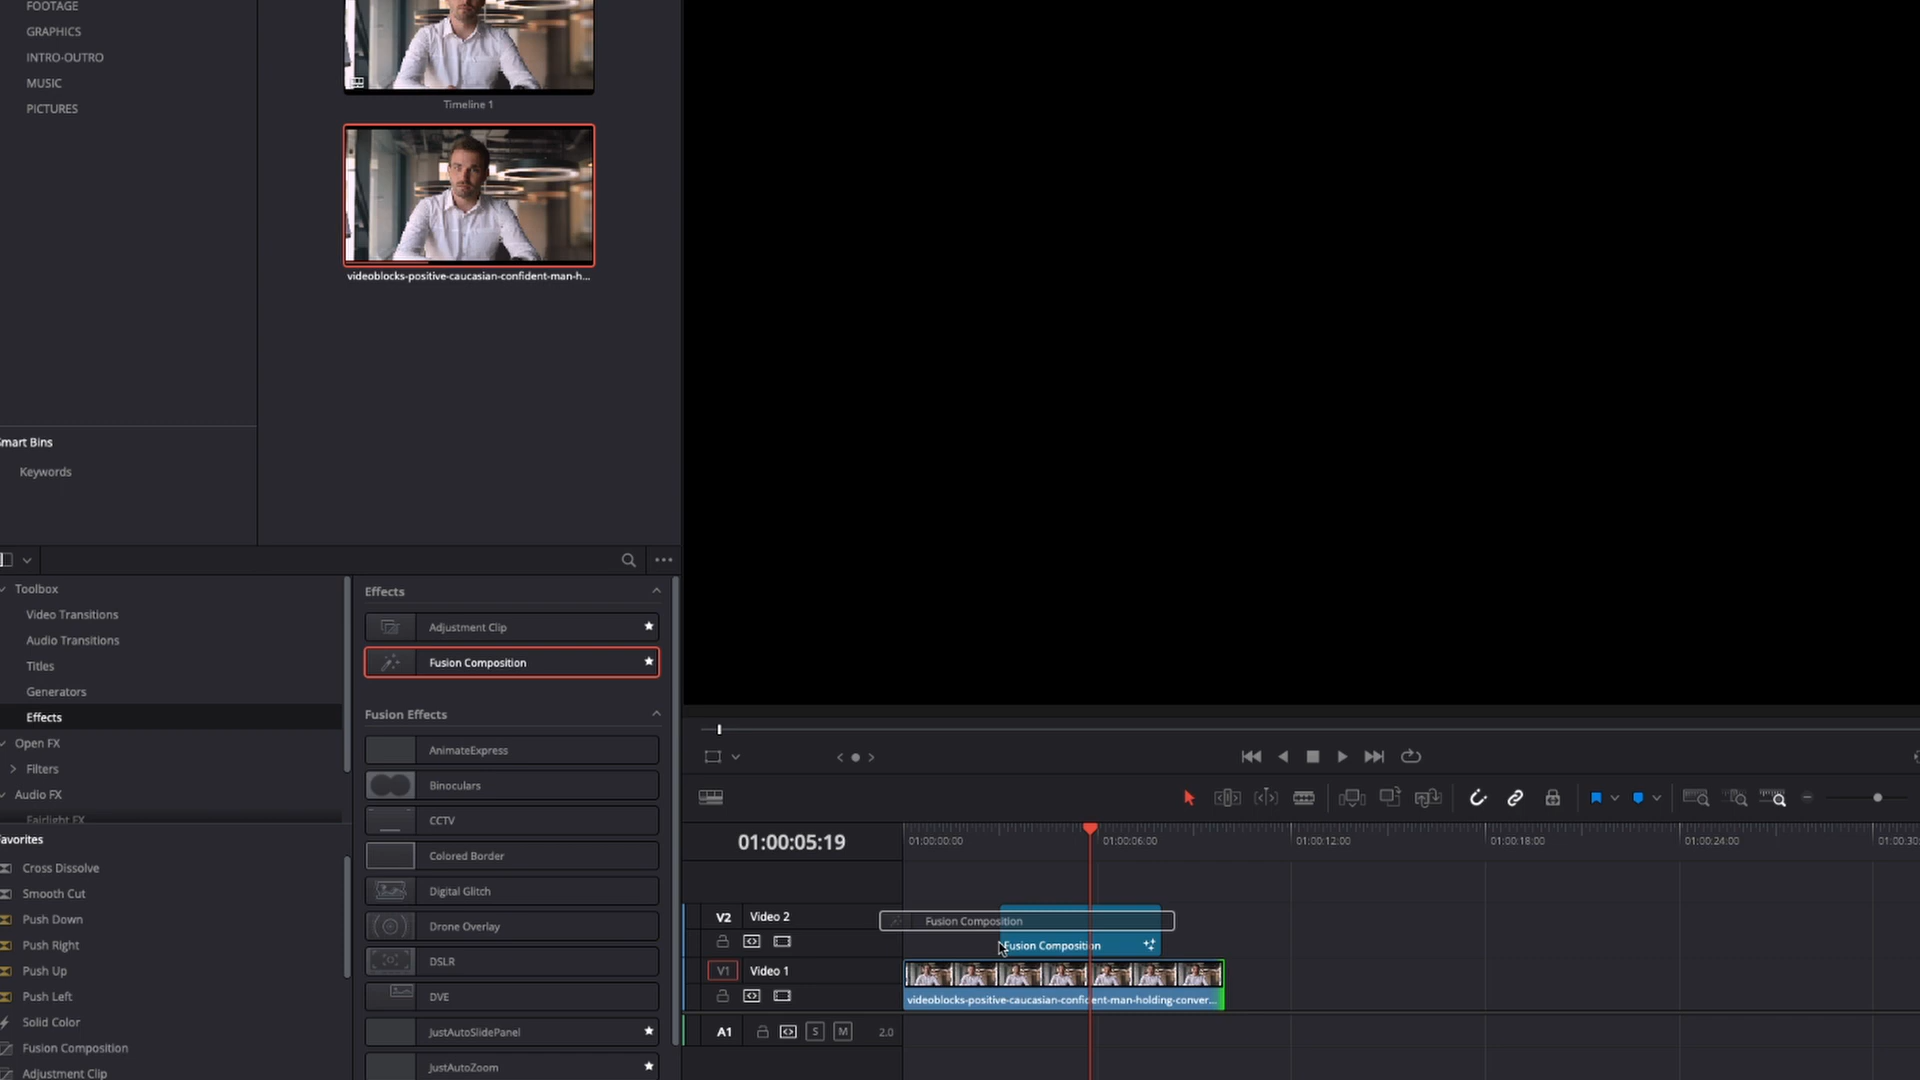 FOOTAGE
GRAPHICS
INTRO-OUTRO
MUSIC
PICTURES
Timeline 1
videoblocks-positive-caucasian-confident-man-h...
Smart Bins
Keywords
Toolbox
Video Transitions
Audio Transitions
Titles
Generators
Effects
Open FX
Filters
Audio FX
Fairlight FX
Favorites
Cross Dissolve
Smooth Cut
Push Down
Push Right
Push Up
Push Left
Solid Color
Fusion Composition
Adjustment Clip
Effects
Adjustment Clip
Fusion Composition
Fusion Effects
AnimateExpress
Binoculars
CCTV
Colored Border
Digital Glitch
Drone Overlay
DSLR
DVE
JustAutoSlidePanel
JustAutoZoom
01:00:05:19
01:00:00:00
01:00:06:00
01:00:12:00
01:00:18:00
01:00:24:00
01:00:30:
V2 Video 2
Fusion Composition
Fusion Composition
V1 Video 1
videoblocks-positive-caucasian-confident-man-holding-conver...
A1 S M 2.0